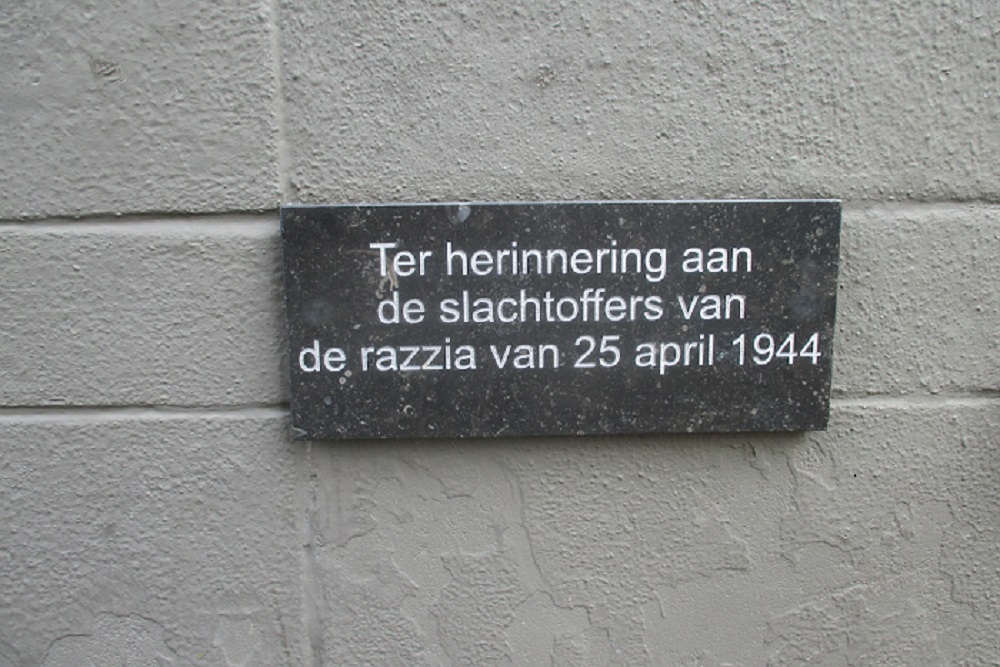 Ter herinnering aan
de slachtoffers van
de razzia van 25 april 1944